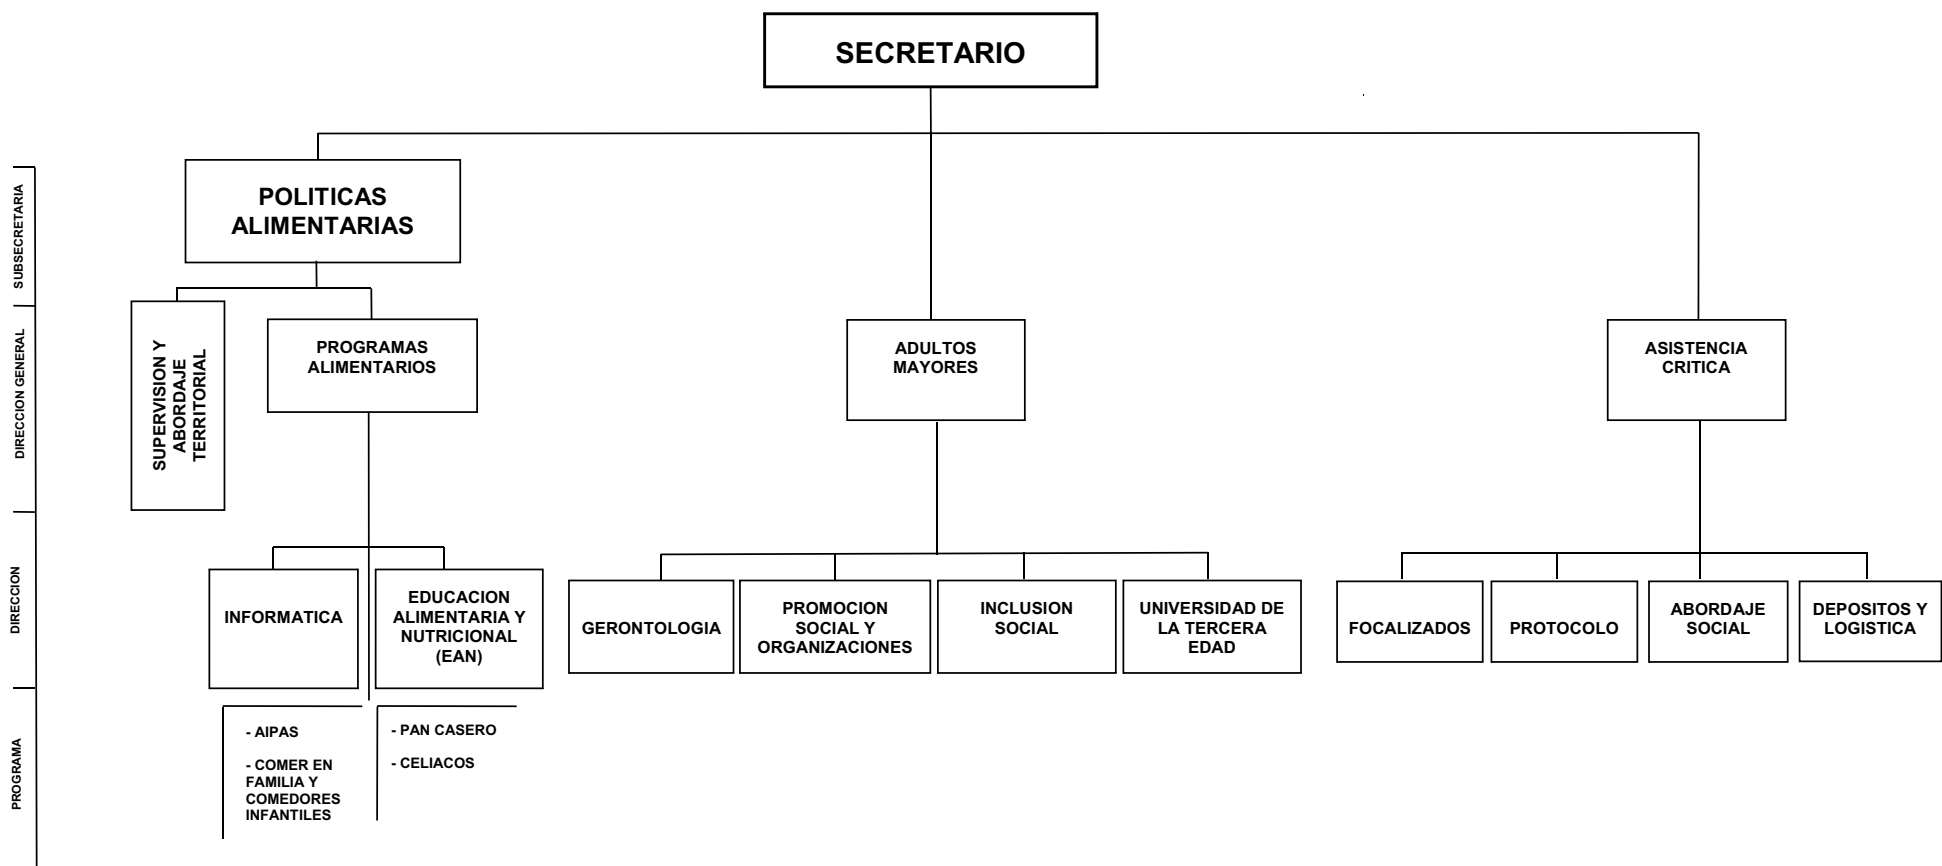 SECRETARIO
SUBSECRETARIA
POLITICAS
ALIMENTARIAS
DIRECCION GENERAL
SUPERVISION Y
ABORDAJE
TERRITORIAL
PROGRAMAS
ALIMENTARIOS
ADULTOS
MAYORES
ASISTENCIA
CRITICA
DIRECCION
INFORMATICA
EDUCACION
ALIMENTARIA Y
NUTRICIONAL
(EAN)
GERONTOLOGIA
PROMOCION
SOCIAL Y
ORGANIZACIONES
INCLUSION
SOCIAL
UNIVERSIDAD DE
LA TERCERA
EDAD
FOCALIZADOS
PROTOCOLO
ABORDAJE
SOCIAL
DEPOSITOS Y
LOGISTICA
PROGRAMA
- AIPAS
- COMER EN
FAMILIA Y
COMEDORES
INFANTILES
- PAN CASERO
- CELIACOS